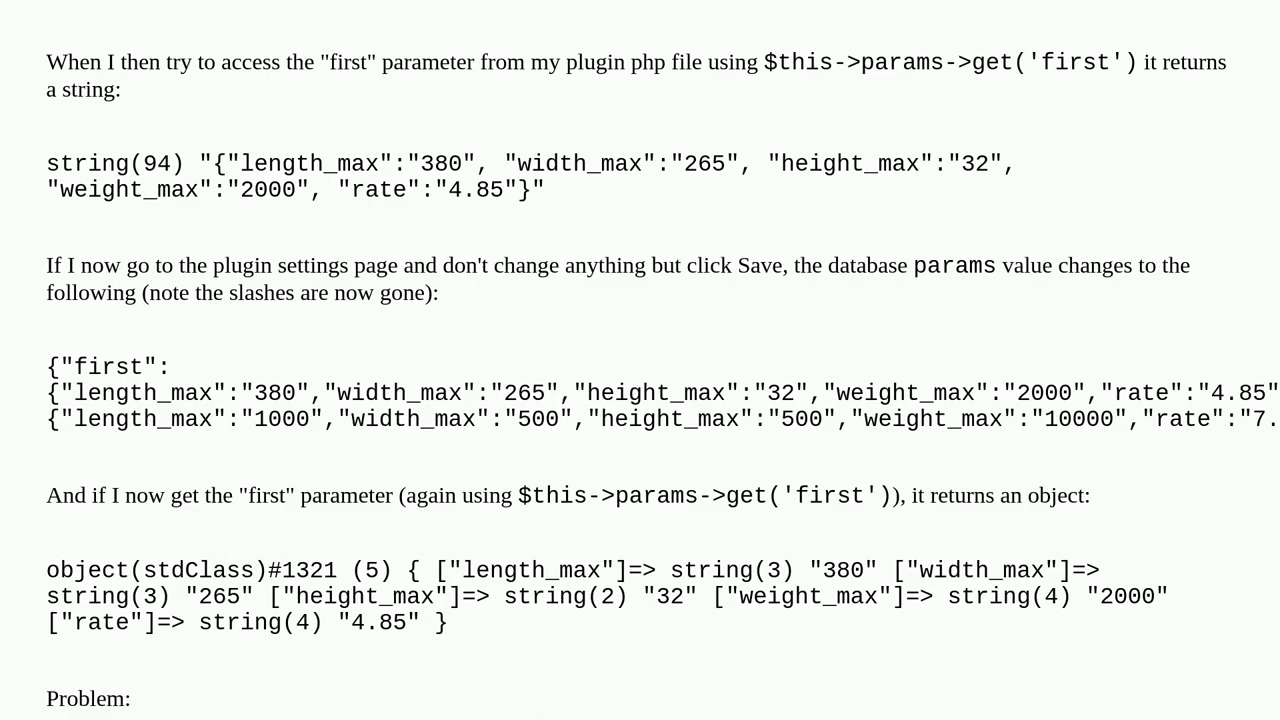 When I then try to access the "first" parameter from my plugin php file using $this->params->get('first') it returns
a string:
string(94) "{"length_max":"380", "width_max":"265", "height_max":"32",
"weight_max":"2000", "rate":"4.85"}"
If I now go to the plugin settings page and don't change anything but click Save, the database params value changes to the
following (note the slashes are now gone):
{"first":
{"length_max":"380","width_max":"265","height_max":"32","weight_max":"2000","rate":"4.85"
{"length_max":"1000","width_max":"500","height_max":"500","weight_max":"10000","rate":"7.
And if I now get the "first" parameter (again using $this->params->get('first')), it returns an object:
object(stdClass)#1321 (5) { ["length_max"]=> string(3) "380" ["width_max"]=>
string(3) "265" ["height_max"]=> string(2) "32" ["weight_max"]=> string(4) "2000"
["rate"]=> string(4) "4.85" }
Problem: